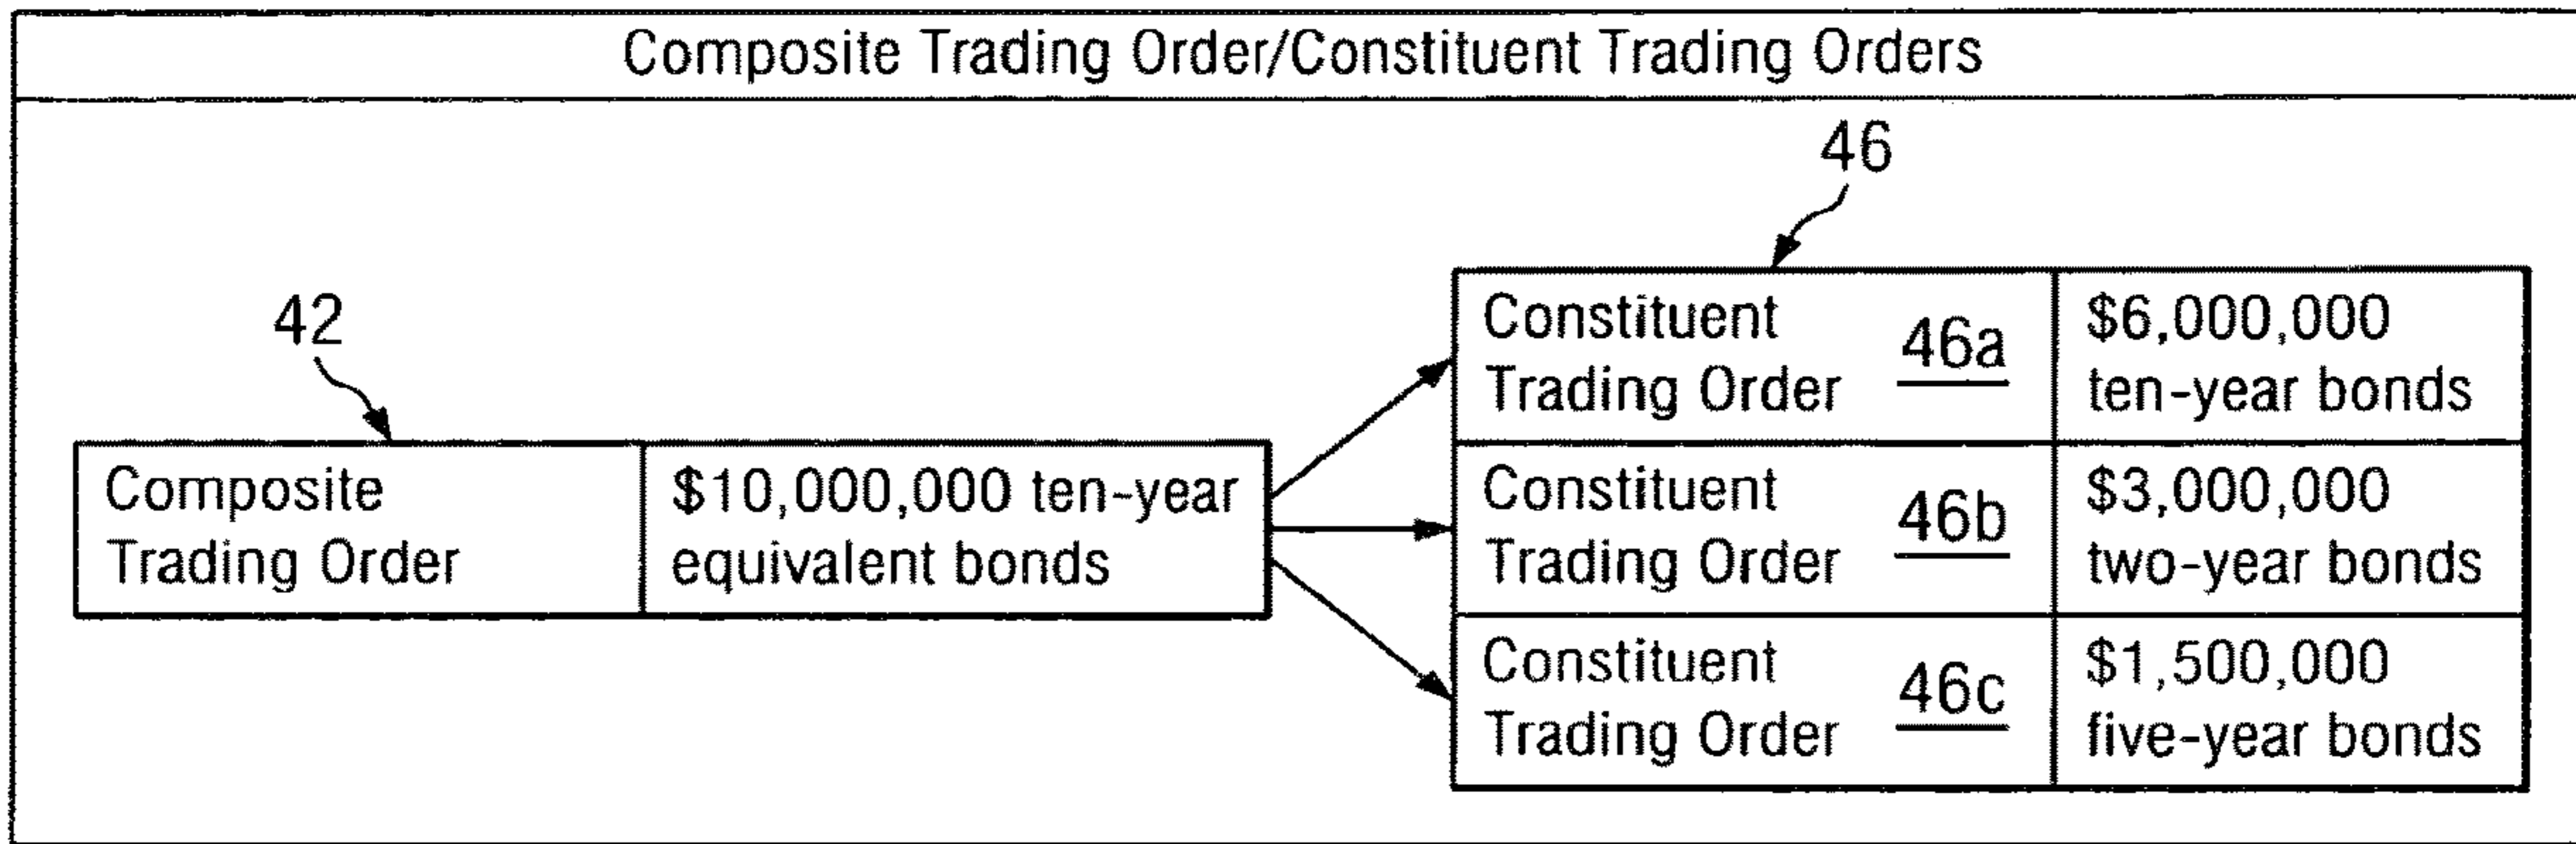 Composite Trading Order/Constituent Trading Orders
46
42
Composite
Trading Order
$10,000,000 ten-year
equivalent bonds
Constituent
Trading Order 46a
$6,000,000
ten-year bonds
Constituent
Trading Order 46b
$3,000,000
two-year bonds
Constituent
Trading Order 46c
$1,500,000
five-year bonds